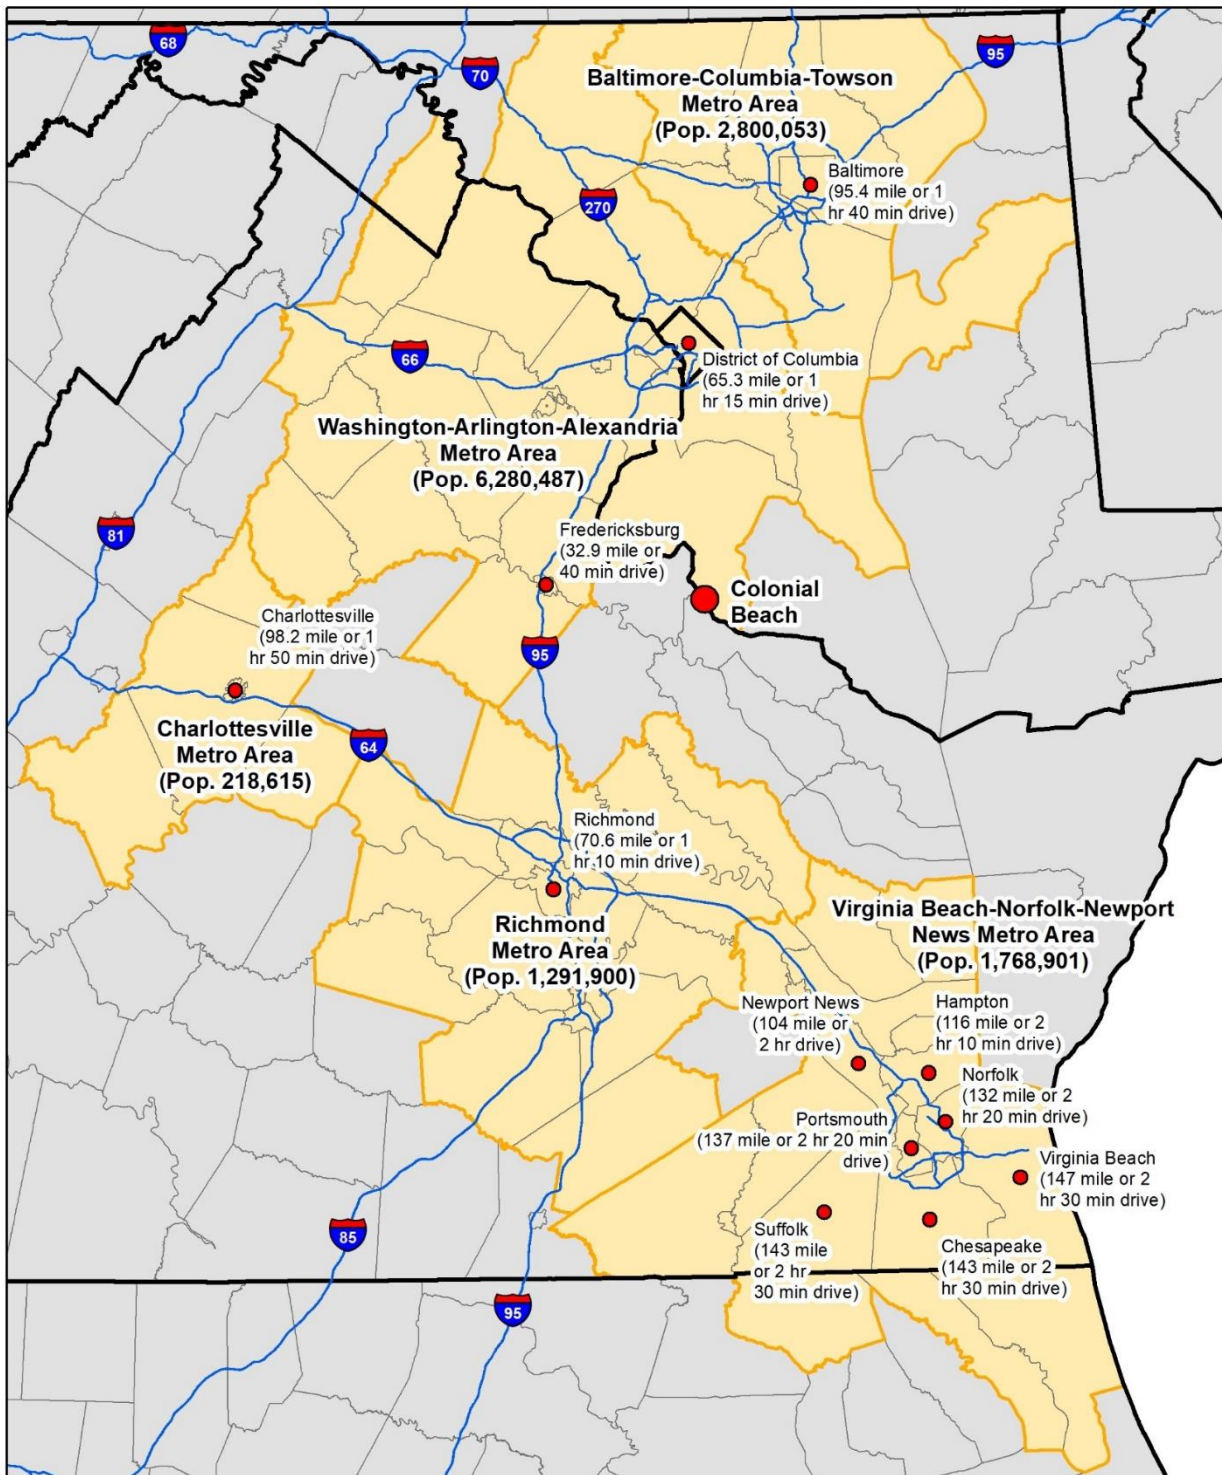 68
70
95
Baltimore-Columbia-Towson
Metro Area
(Pop. 2,800,053)
Baltimore
(95.4 mile or 1
hr 40 min drive)
270
66
District of Columbia
(65.3 mile or 1
hr 15 min drive)
Washington-Arlington-Alexandria
Metro Area
(Pop. 6,280,487)
81
Fredericksburg
(32.9 mile or
40 min drive)
Colonial
Beach
Charlottesville
(98.2 mile or 1
hr 50 min drive)
95
Charlottesville
Metro Area
(Pop. 218,615)
64
Richmond
(70.6 mile or 1
hr 10 min drive)
Richmond
Metro Area
(Pop. 1,291,900)
Virginia Beach-Norfolk-Newport
News Metro Area
(Pop. 1,768,901)
Newport News
(104 mile or
2 hr drive)
Hampton
(116 mile or 2
hr 10 min drive)
Norfolk
(132 mile or 2
hr 20 min drive)
Portsmouth
(137 mile or 2 hr 20 min
drive)
Virginia Beach
(147 mile or 2
hr 30 min drive)
Suffolk
(143 mile
or 2 hr
30 min drive)
Chesapeake
(143 mile or 2
hr 30 min drive)
85
95